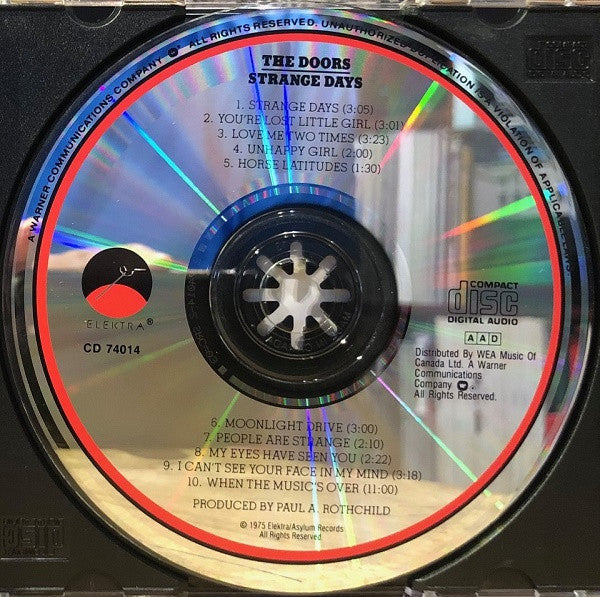 A WARNER COMMUNICATIONS COMPANY ALL RIGHTS RESERVED. UNAUTHORIZED DUPLICATION IS A VIOLATION OF APPLICABLE LAWS.
THE DOORS
STRANGE DAYS
1. STRANGE DAYS (3:05)
2. YOU'RE LOST LITTLE GIRL (3:01)
3. LOVE ME TWO TIMES (3:23)
4. UNHAPPY GIRL (2:00)
5. HORSE LATITUDES (1:30)
ELEKTRA®
CD 74014
COMPACT
disc
DIGITAL AUDIO
AAD
Distributed By WEA Music Of
Canada Ltd. A Warner
Communications
Company
All Rights Reserved.
6. MOONLIGHT DRIVE (3:00)
7. PEOPLE ARE STRANGE (2:10)
8. MY EYES HAVE SEEN YOU (2:22)
9. I CAN'T SEE YOUR FACE IN MY MIND (3:18)
10. WHEN THE MUSIC'S OVER (11:00)
PRODUCED BY PAUL A. ROTHCHILD
© 1975 Elektra/Asylum Records
All Rights Reserved.